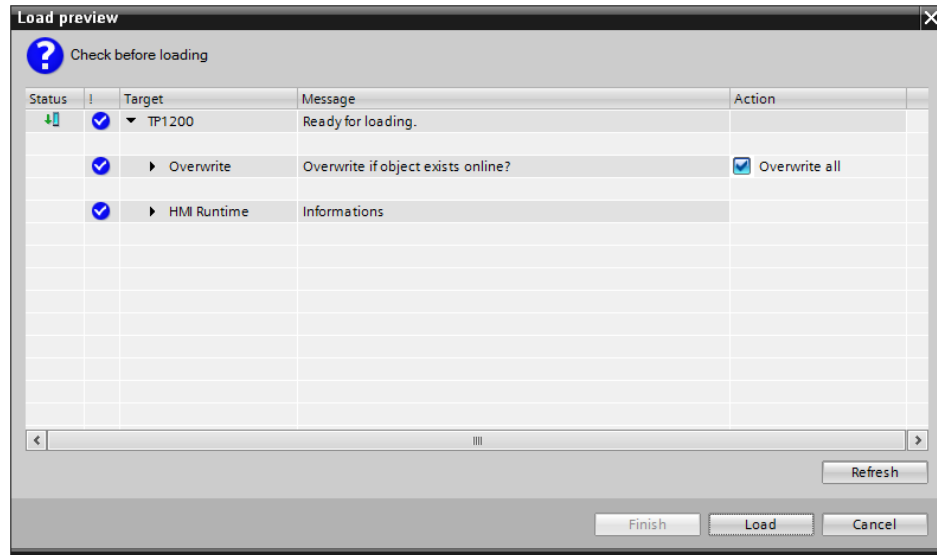 Load preview
Check before loading
Status ! Target Message Action
TP1200 Ready for loading.
Overwrite Overwrite if object exists online? Overwrite all
HMI Runtime Informations
Refresh
Finish Load Cancel